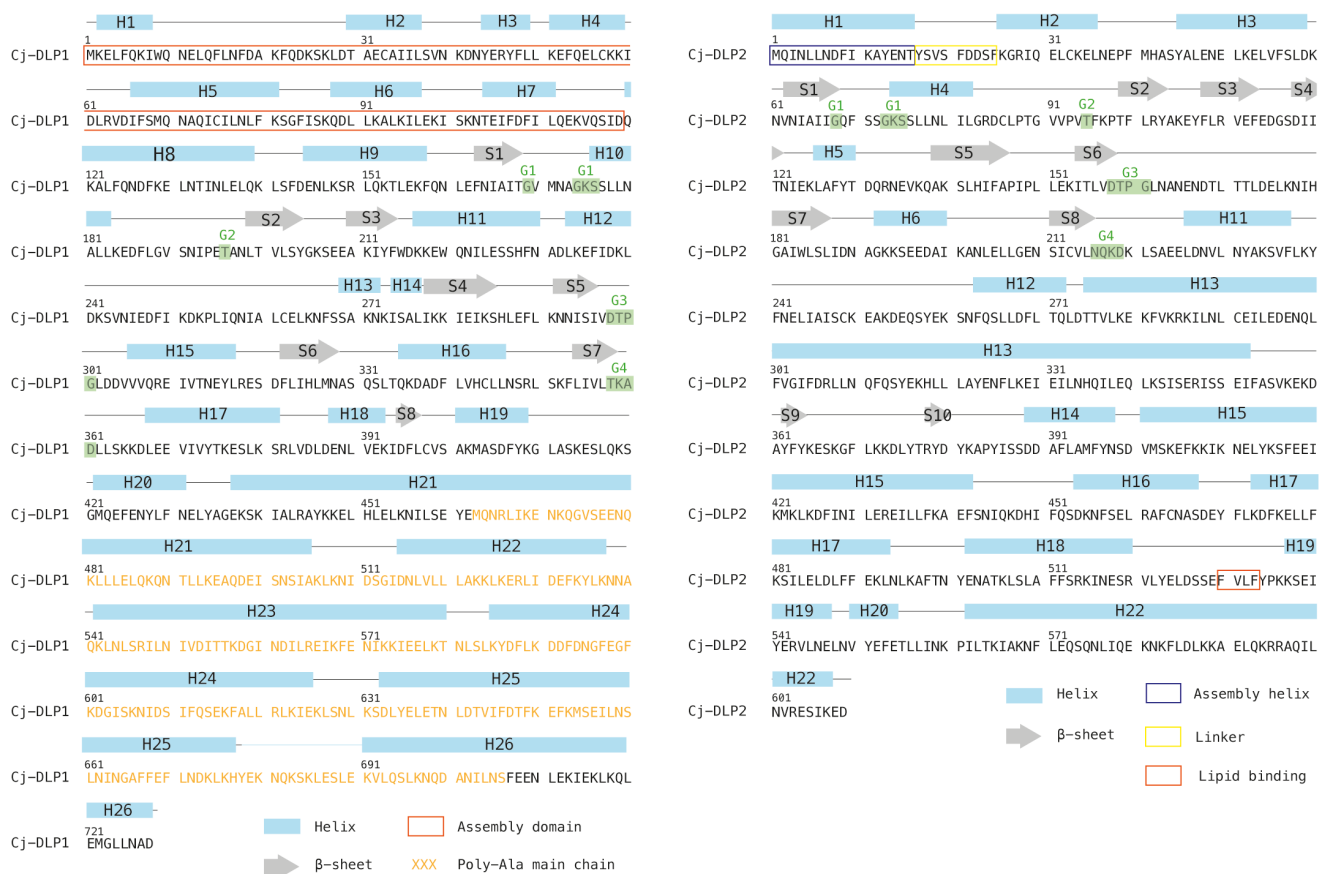 H1 H2 H3 H4
1 31
Cj-DLP1 MKELFQKIWQ NELQFLNFDA KFQDKSKLDT AECAIILSVN KDNYERYFLL KEFQELCKKI
H5 H6 H7
61 91
Cj-DLP1 DLRVDIFSMQ NAQICILNLF KSGFISKQDL LKALKILEKI SKNTEIFDFI LQEKVQSIDQ
H8 H9 S1 H10
121 151 G1 G1
Cj-DLP1 KALFQNDFKE LNTINLELQK LSFDENLKSR LQKTLEKFQN LEFNIAITGV MNAGKSSLLN
S2 S3 H11 H12
181 G2 211
Cj-DLP1 ALLKEDFLGV SNIPETANLT VLSYGKSEEA KIYFWDKKEW QNILESSHFN ADLKEFIDKL
H13 H14 S4 S5
241 271 G3
Cj-DLP1 DKSVNIEDFI KDKPLIQNIA LCELKNFSSA KNKISALIKK IEIKSHLEFL KNNISIVDTP
H15 S6 H16 S7
301 331 G4
Cj-DLP1 GLDDVVVQRE IVTNEYLRES DFLIHLMNAS QSLTQKDADF LVHCLLNSRL SKFLIVLTKA
H17 H18 S8 H19
361 391
Cj-DLP1 DLLSKKDLEE VIVYTKESLK SRLVDLDENL VEKIDFLCVS AKMASDFYKG LASKESLQKS
H20 H21
421 451
Cj-DLP1 GMQEFENYLF NELYAGEKSK IALRAYKKEL HLELKNILSE YEMQNRLIKE NKQGVSEENQ
H21 H22
481 511
Cj-DLP1 KLLLELQKQN TLLKEAQDEI SNSIAKLKNI DSGIDNLVLL LAKKLKERLI DEFKYLKNNA
H23 H24
541 571
Cj-DLP1 QKLNLSRILN IVDITTKDGI NDILREIKFE NIKKIEELKT NLSLKYDFLK DDFDNGFEGF
H24 H25
601 631
Cj-DLP1 KDGISKNIDS IFQSEKFALL RLKIEKLSNL KSDLYELETN LDTVIFDTFK EFKMSEILNS
H25 H26
661 691
Cj-DLP1 LNINGAFFEF LNDKLKHYEK NQKSKLESLE KVLQSLKNQD ANILNSFEEN LEKIEKLKQL
H26
721
Cj-DLP1 EMGLLNAD
Helix Assembly domain
β-sheet XXX Poly-Ala main chain
H1 H2 H3
1 31
Cj-DLP2 MQINLLNDFI KAYENTYSVS FDDSFKGRIQ ELCKELNEPF MHASYALENE LKELVFSLDK
S1 H4 S2 S3 S4
61 G1 G1 91 G2
Cj-DLP2 NVNIAIIGQF SSGKSSLLNL ILGRDCLPTG VVPVTFKPTF LRYAKEYFLR VEFEDGSDII
H5 S5 S6
121 151 G3
Cj-DLP2 TNIEKLAFYT DQRNEVKQAK SLHIFAPIPL LEKITLVDTP GLNANENDTL TTLDELKNIH
S7 H6 S8 H11
181 211 G4
Cj-DLP2 GAIWLSLIDN AGKKSEEDAI KANLELLGEN SICVLNQKDK LSAEELDNVL NYAKSVFLKY
H12 H13
241 271
Cj-DLP2 FNELIAISCK EAKDEQSYEK SNFQSLLDFL TQLDTTVLKE KFVKRKILNL CEILEDENQL
H13
301 331
Cj-DLP2 FVGIFDRLLN QFQSYEKHLL LAYENFLKEI EILNHQILEQ LKSISERISS EIFASVKEKD
S9 S10 H14 H15
361 391
Cj-DLP2 AYFYKESKGF LKKDLYTRYD YKAPYISSDD AFLAMFYNSD VMSKEFKKIK NELYKSFEEI
H15 H16 H17
421 451
Cj-DLP2 KMKLKDFINI LEREILLFKA EFSNIQKDHI FQSDKNFSEL RAFCNASDEY FLKDFKELLF
H17 H18 H19
481 511
Cj-DLP2 KSILELDLFF EKLNLKAFTN YENATKLSLA FFSRKINESR VLYELDSSEF VLFYPKKSEI
H19 H20 H22
541 571
Cj-DLP2 YERVLNELNV YEFETLLINK PILTKIAKNF LEQSQNLIQE KNKFLDLKKA ELQKRRAQIL
H22
601
Cj-DLP2 NVRESIKED
Helix Assembly helix
β-sheet Linker
Lipid binding